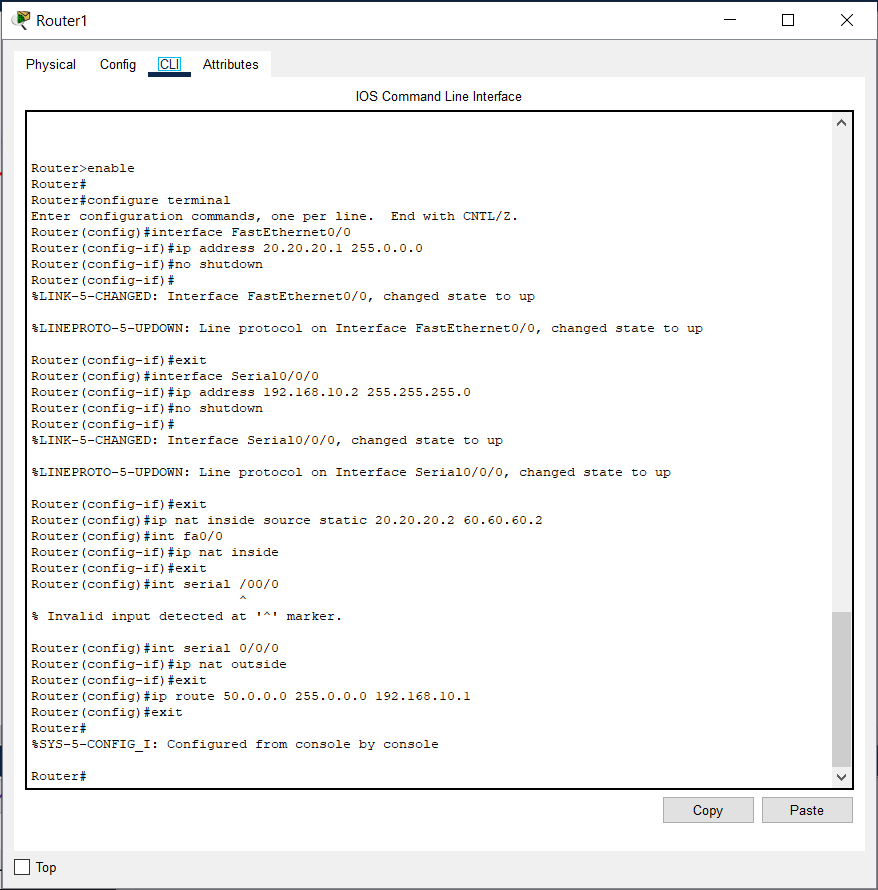 Router1
Physical Config CLI Attributes
IOS Command Line Interface
Router>enable
Router#
Router#configure terminal
Enter configuration commands, one per line.  End with CNTL/Z.
Router(config)#interface FastEthernet0/0
Router(config-if)#ip address 20.20.20.1 255.0.0.0
Router(config-if)#no shutdown
Router(config-if)#
%LINK-5-CHANGED: Interface FastEthernet0/0, changed state to up
%LINEPROTO-5-UPDOWN: Line protocol on Interface FastEthernet0/0, changed state to up
Router(config-if)#exit
Router(config)#interface Serial0/0/0
Router(config-if)#ip address 192.168.10.2 255.255.255.0
Router(config-if)#no shutdown
Router(config-if)#
%LINK-5-CHANGED: Interface Serial0/0/0, changed state to up
%LINEPROTO-5-UPDOWN: Line protocol on Interface Serial0/0/0, changed state to up
Router(config-if)#exit
Router(config)#ip nat inside source static 20.20.20.2 60.60.60.2
Router(config)#int fa0/0
Router(config-if)#ip nat inside
Router(config-if)#exit
Router(config)#int serial /00/0
^
% Invalid input detected at '^' marker.
Router(config)#int serial 0/0/0
Router(config-if)#ip nat outside
Router(config-if)#exit
Router(config)#ip route 50.0.0.0 255.0.0.0 192.168.10.1
Router(config)#exit
Router#
%SYS-5-CONFIG_I: Configured from console by console
Router#
Copy Paste
Top